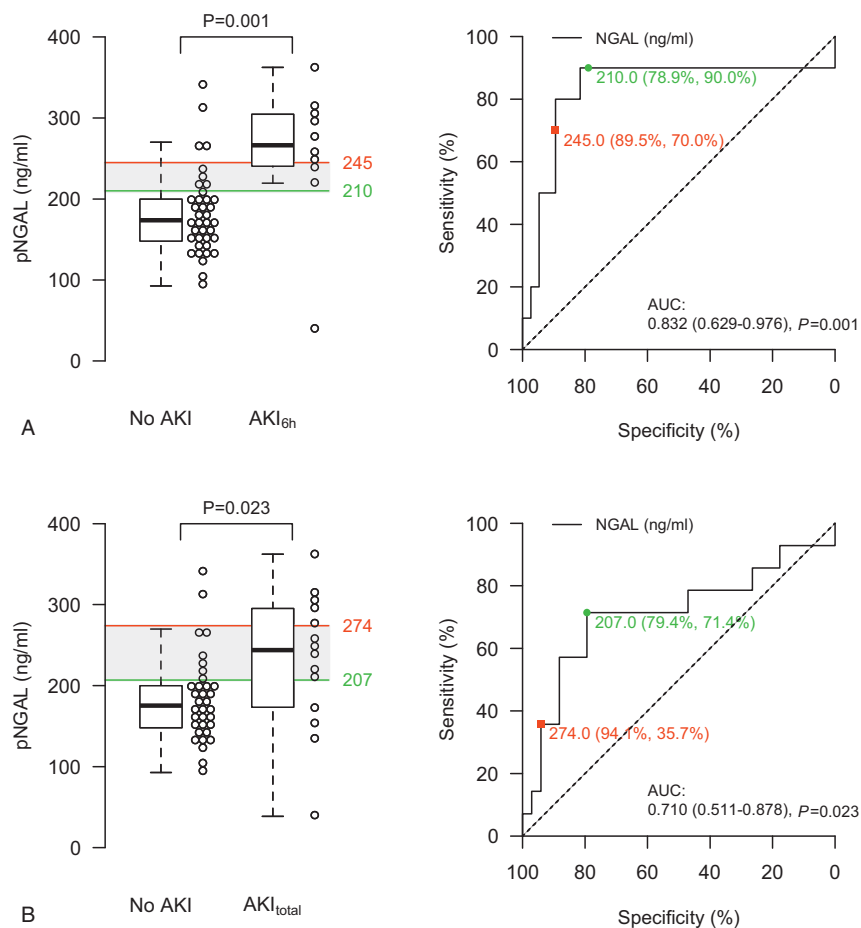 P=0.001
400
300
200
100
0
pNGAL (ng/ml)
245
210
No AKI
AKI6h
A
NGAL (ng/ml)
100
80
60
40
20
0
Sensitivity (%)
210.0 (78.9%, 90.0%)
245.0 (89.5%, 70.0%)
AUC:
0.832 (0.629-0.976), P=0.001
100 80 60 40 20 0
Specificity (%)
P=0.023
400
300
200
100
0
pNGAL (ng/ml)
274
207
No AKI
AKItotal
B
NGAL (ng/ml)
100
80
60
40
20
0
Sensitivity (%)
207.0 (79.4%, 71.4%)
274.0 (94.1%, 35.7%)
AUC:
0.710 (0.511-0.878), P=0.023
100 80 60 40 20 0
Specificity (%)